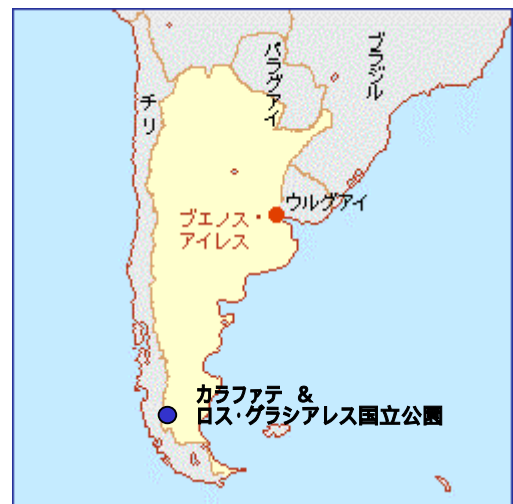 パラグアイ
ブラジル
チリ
ウルグアイ
ブエノス・
アイレス
カラファテ &
ロス・グラシアレス国立公園